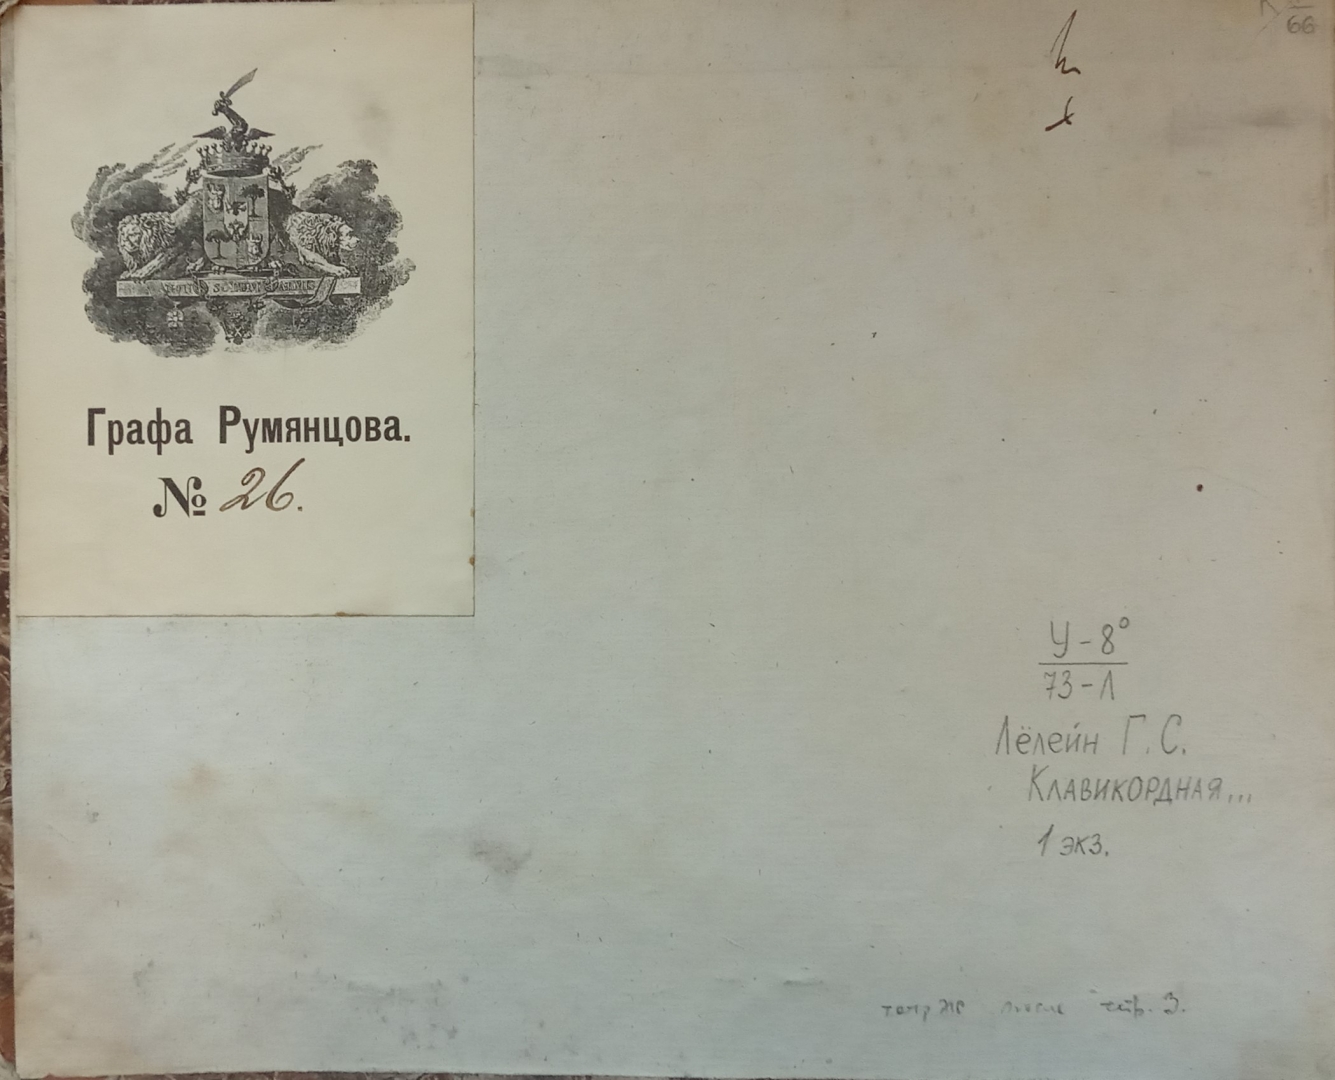 66
Графа Румянцова.
№ 26.
У-8°
73-Л
Лёлейн Г.С.
Клавикордная...
1 экз.